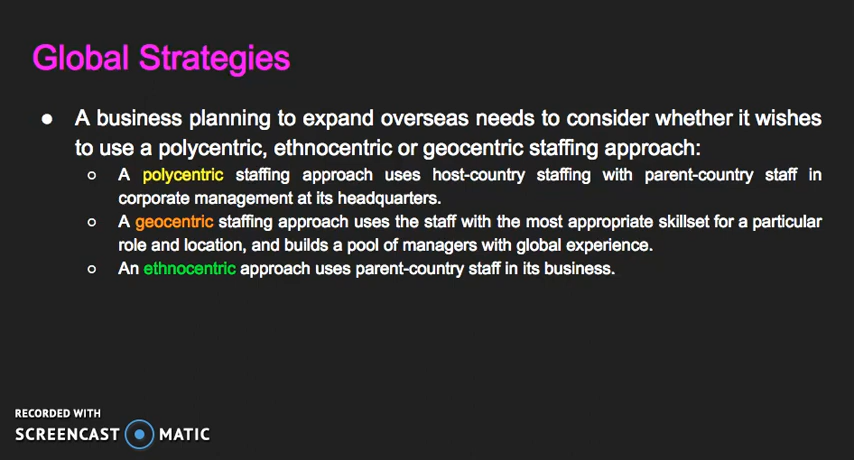 Global Strategies
● A business planning to expand overseas needs to consider whether it wishes
to use a polycentric, ethnocentric or geocentric staffing approach:
○ A polycentric staffing approach uses host-country staffing with parent-country staff in
corporate management at its headquarters.
○ A geocentric staffing approach uses the staff with the most appropriate skillset for a particular
role and location, and builds a pool of managers with global experience.
○ An ethnocentric approach uses parent-country staff in its business.
RECORDED WITH
SCREENCAST MATIC